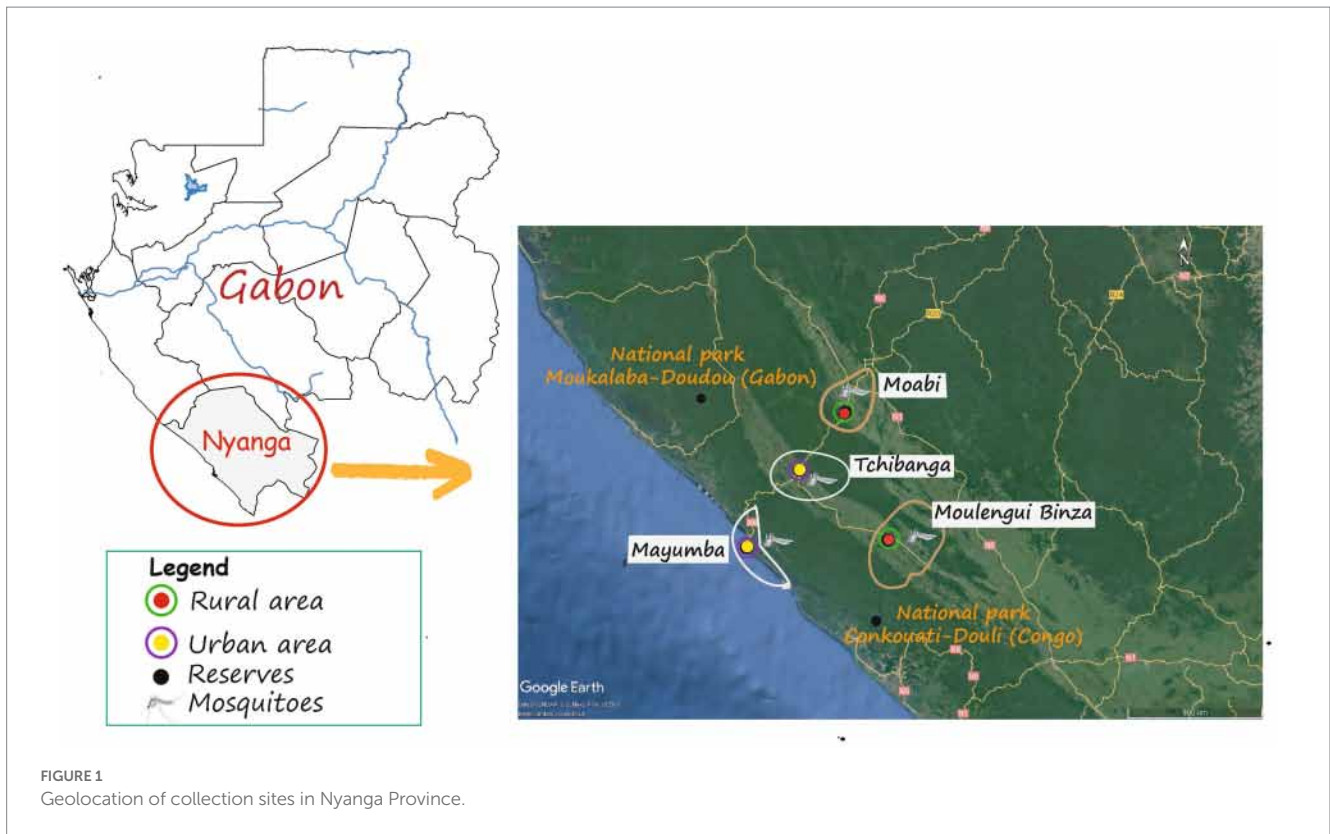 Gabon
Nyanga
Legend
Rural area
Urban area
Reserves
Mosquitoes
N
National park
Moukalaba-Doudou (Gabon)
Moabi
Tchibanga
Moulengui Binza
Mayumba
National park
Conkouati-Douli (Congo)
Google Earth
FIGURE 1
Geolocation of collection sites in Nyanga Province.